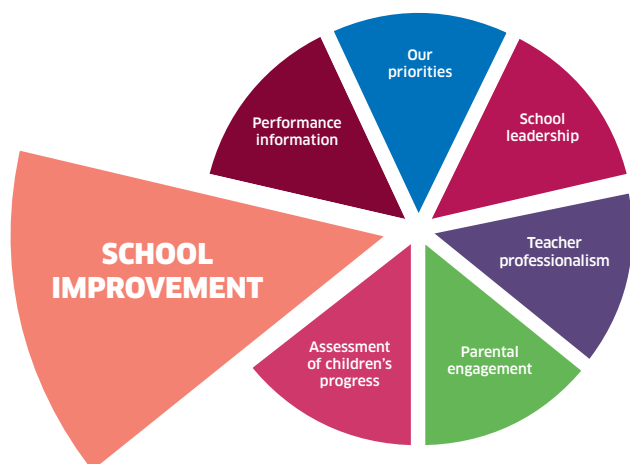 Our
priorities
School
leadership
Teacher
professionalism
Parental
engagement
Assessment
of children’s
progress
SCHOOL
IMPROVEMENT
Performance
information